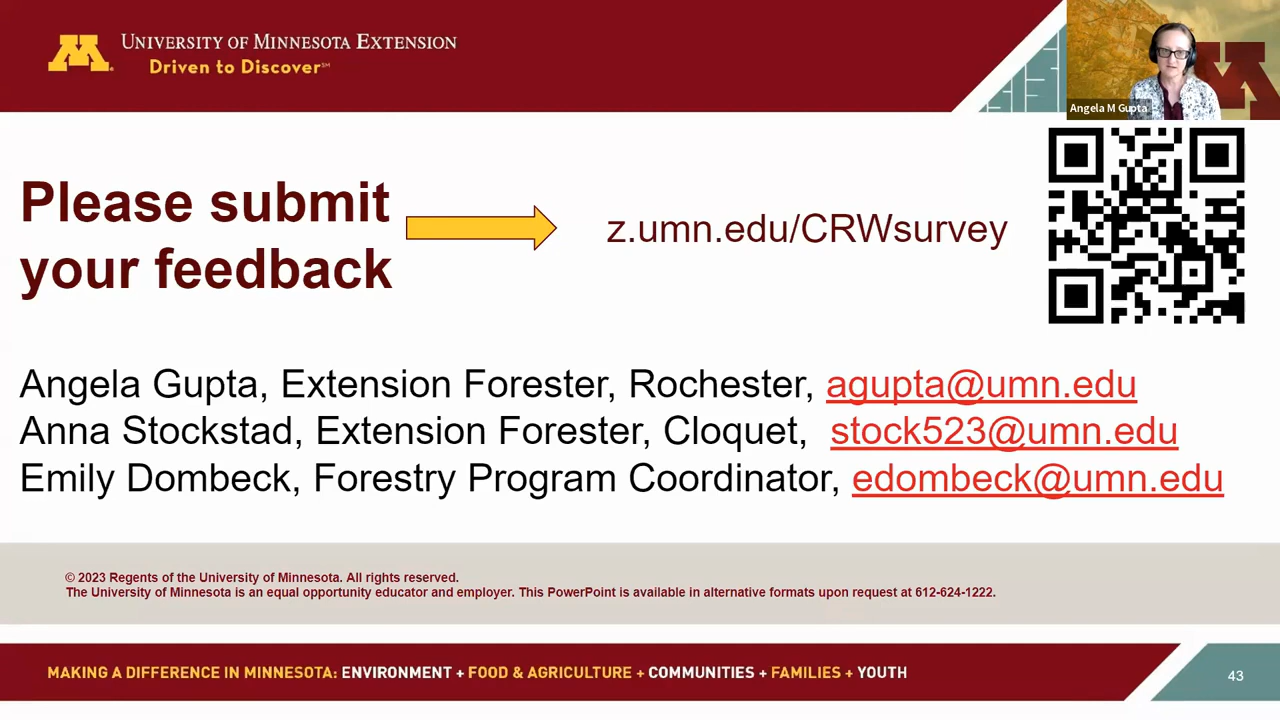 UNIVERSITY OF MINNESOTA EXTENSION
Driven to Discover℠
Angela M Gupta
Please submit
your feedback
z.umn.edu/CRWsurvey
Angela Gupta, Extension Forester, Rochester, agupta@umn.edu
Anna Stockstad, Extension Forester, Cloquet, stock523@umn.edu
Emily Dombeck, Forestry Program Coordinator, edombeck@umn.edu
© 2023 Regents of the University of Minnesota. All rights reserved.
The University of Minnesota is an equal opportunity educator and employer. This PowerPoint is available in alternative formats upon request at 612-624-1222.
MAKING A DIFFERENCE IN MINNESOTA: ENVIRONMENT + FOOD & AGRICULTURE + COMMUNITIES + FAMILIES + YOUTH
43